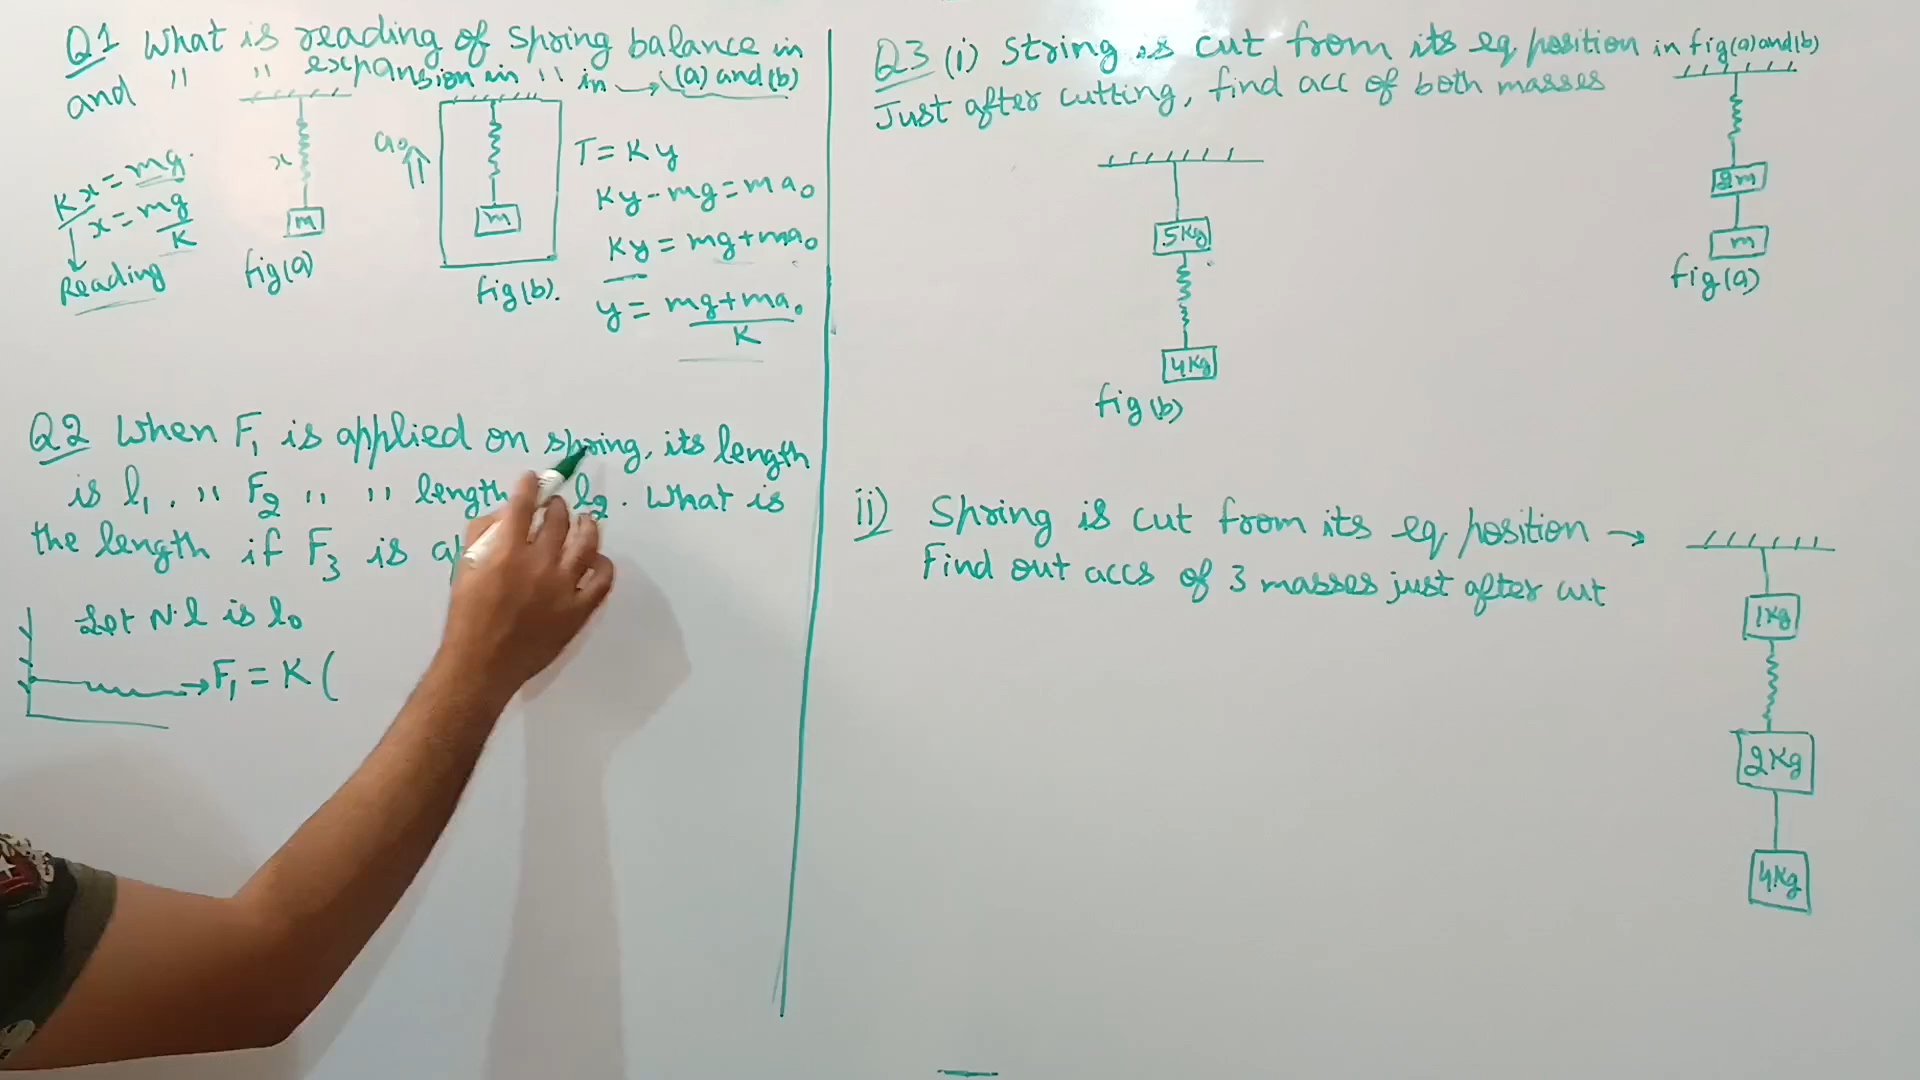 Q1 What is reading of spring balance in
and " " expansion in " in → (a) and (b)
Kx = mg.
x = mg/K
Reading
x
m
fig(a)
a₀
m
fig(b).
T = Ky
Ky - mg = ma₀
Ky = mg + ma₀
y = mg+ma₀/K
Q2 When F₁ is applied on spring, its length
is l₁, " F₂ " " length l₂. What is
the length if F₃ is
Let N.l is l₀
F₁ = K (
Q3 (i) String is cut from its eq position in fig(a) and (b)
Just after cutting, find acc of both masses
2m
m
fig(a)
5Kg
4Kg
fig(b)
ii) Spring is cut from its eq position →
Find out accs of 3 masses just after cut
1Kg
2Kg
4Kg